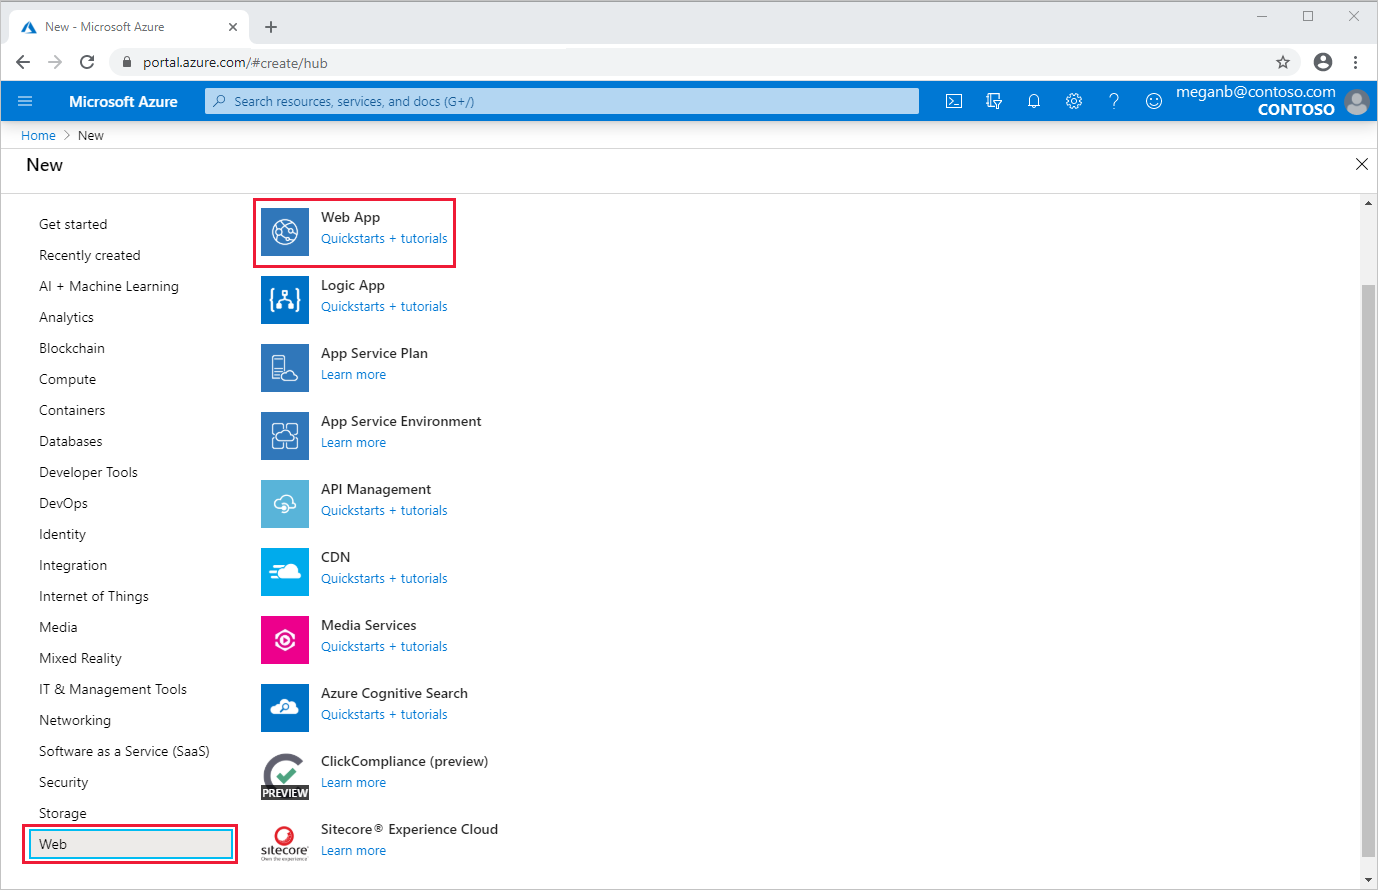 New - Microsoft Azure
portal.azure.com/#create/hub
Microsoft Azure
Search resources, services, and docs (G+/)
meganb@contoso.com
CONTOSO
Home > New
New
Get started
Recently created
AI + Machine Learning
Analytics
Blockchain
Compute
Containers
Databases
Developer Tools
DevOps
Identity
Integration
Internet of Things
Media
Mixed Reality
IT & Management Tools
Networking
Software as a Service (SaaS)
Security
Storage
Web
Web App
Quickstarts + tutorials
Logic App
Quickstarts + tutorials
App Service Plan
Learn more
App Service Environment
Learn more
API Management
Quickstarts + tutorials
CDN
Quickstarts + tutorials
Media Services
Quickstarts + tutorials
Azure Cognitive Search
Quickstarts + tutorials
PREVIEW
ClickCompliance (preview)
Learn more
sitecore
Own the experience
Sitecore® Experience Cloud
Learn more